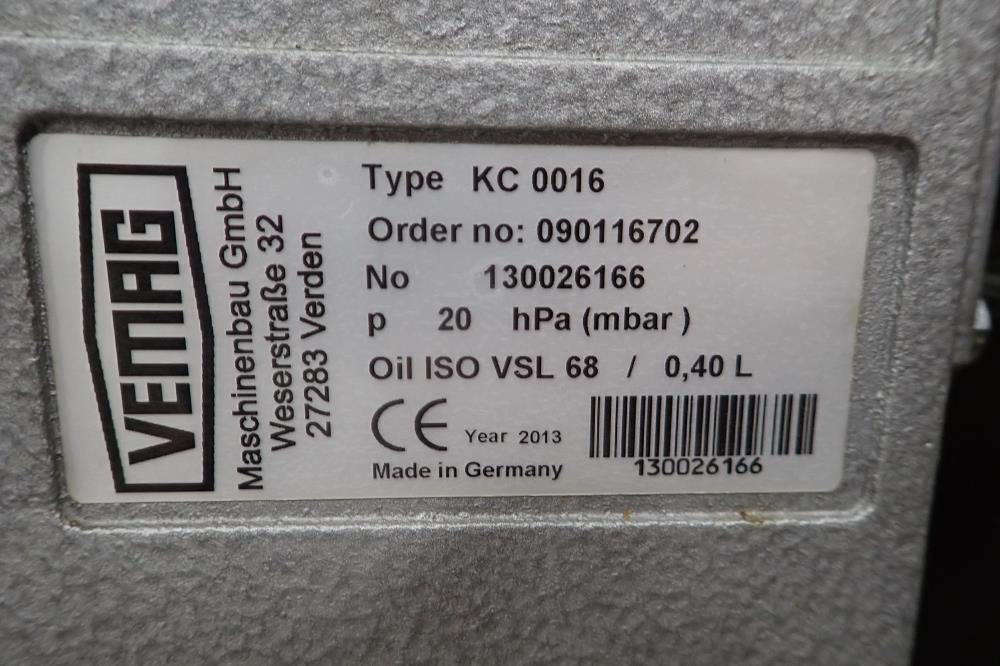 VEMAG
Maschinenbau GmbH
Weserstraße 32
27283 Verden
Type KC 0016
Order no: 090116702
No 130026166
p 20 hPa (mbar )
Oil ISO VSL 68 / 0,40 L
CE Year 2013
Made in Germany
130026166